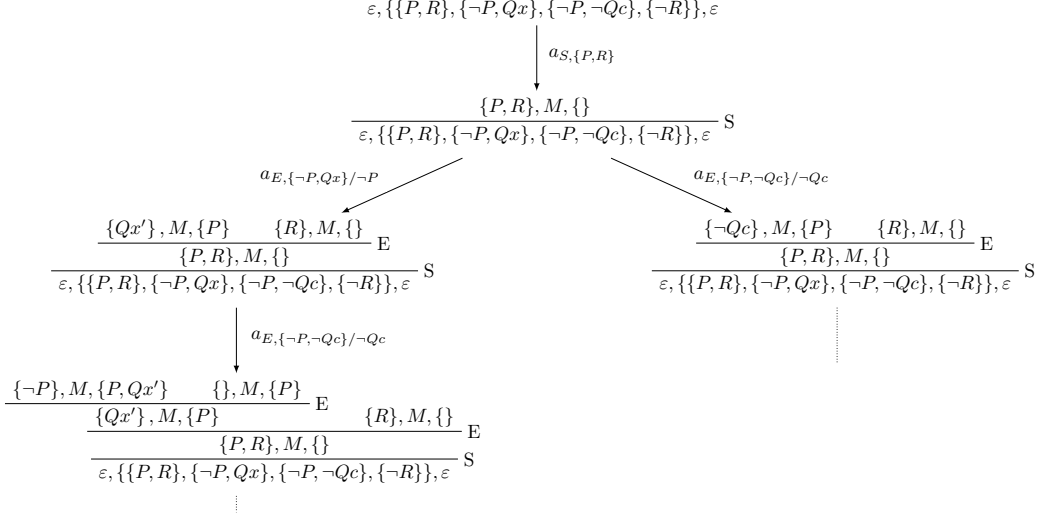 ε, {{P, R}, {¬P, Qx}, {¬P, ¬Qc}, {¬R}}, ε
a_{S,{P,R}}
{P, R}, M, {}
ε, {{P, R}, {¬P, Qx}, {¬P, ¬Qc}, {¬R}}, ε S
a_{E,{¬P,Qx}/¬P} a_{E,{¬P,¬Qc}/¬Qc}
{Qx′}, M, {P} {R}, M, {} E
{P, R}, M, {}
ε, {{P, R}, {¬P, Qx}, {¬P, ¬Qc}, {¬R}}, ε S
{¬Qc}, M, {P} {R}, M, {} E
{P, R}, M, {}
ε, {{P, R}, {¬P, Qx}, {¬P, ¬Qc}, {¬R}}, ε S
a_{E,{¬P,¬Qc}/¬Qc}
{¬P}, M, {P, Qx′} {}, M, {P} E
{Qx′}, M, {P} {R}, M, {} E
{P, R}, M, {} S
ε, {{P, R}, {¬P, Qx}, {¬P, ¬Qc}, {¬R}}, ε